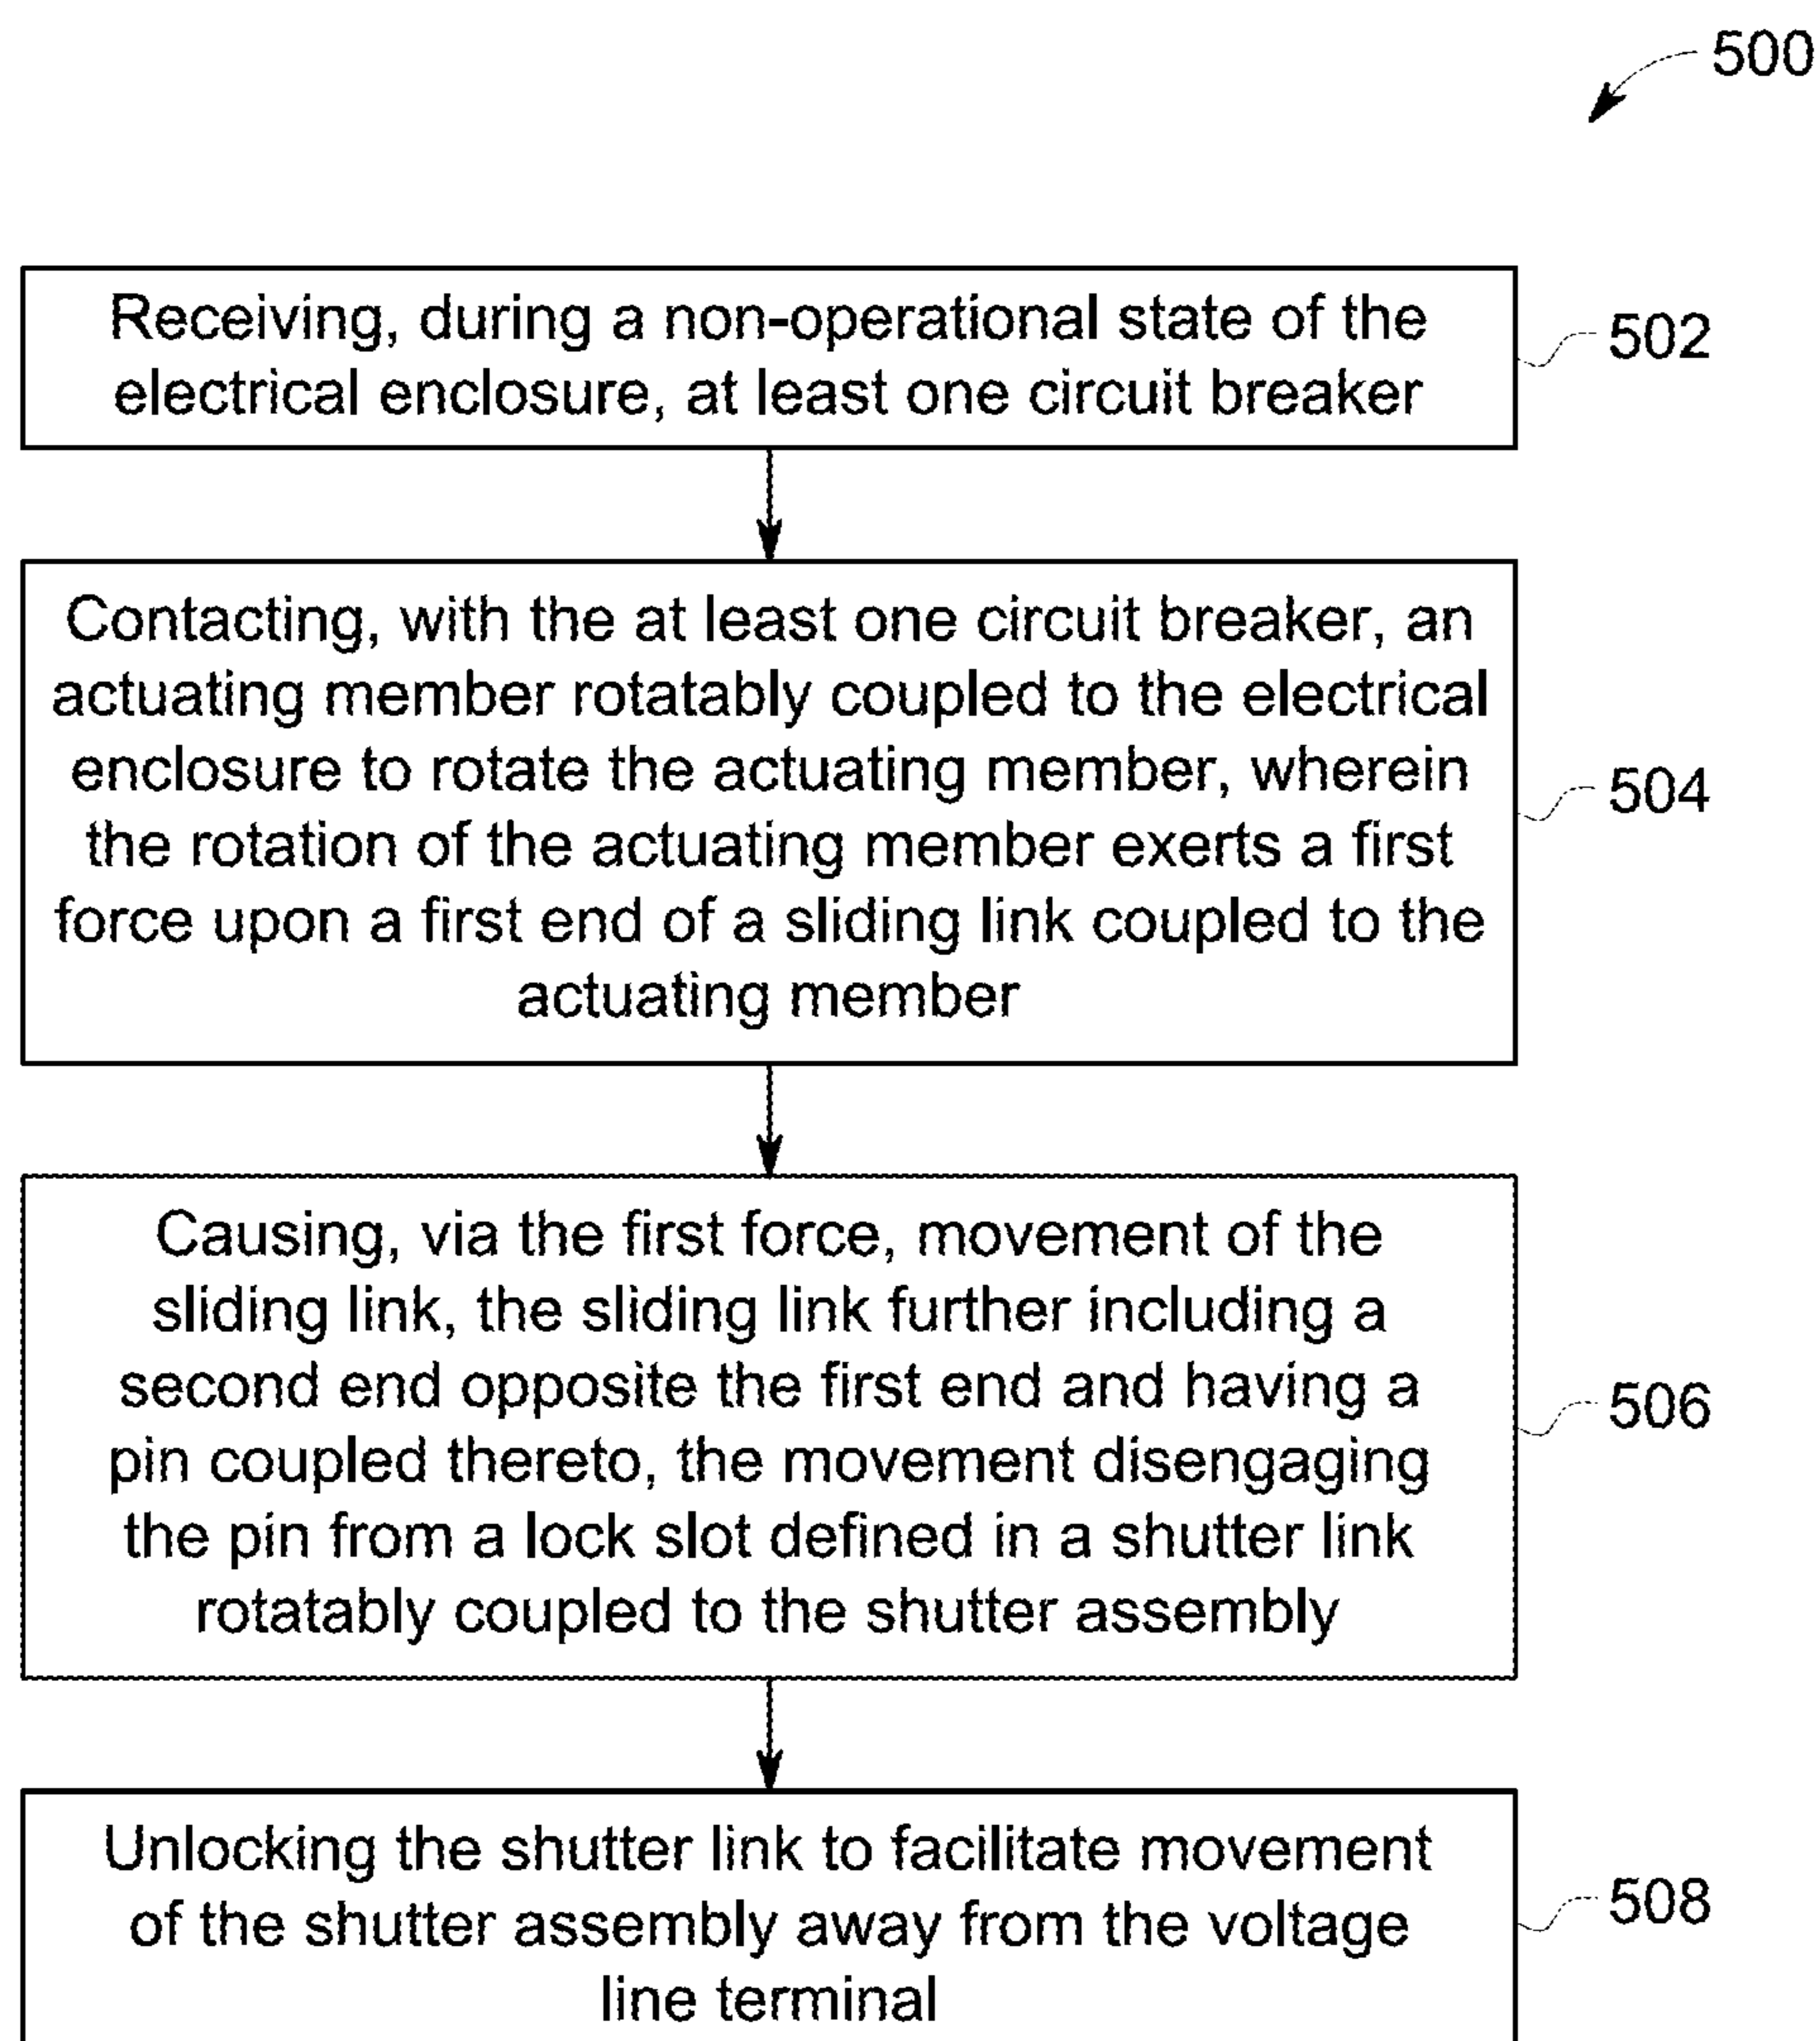 500
Receiving, during a non-operational state of the
electrical enclosure, at least one circuit breaker
502
Contacting, with the at least one circuit breaker, an
actuating member rotatably coupled to the electrical
enclosure to rotate the actuating member, wherein
the rotation of the actuating member exerts a first
force upon a first end of a sliding link coupled to the
actuating member
504
Causing, via the first force, movement of the
sliding link, the sliding link further including a
second end opposite the first end and having a
pin coupled thereto, the movement disengaging
the pin from a lock slot defined in a shutter link
rotatably coupled to the shutter assembly
506
Unlocking the shutter link to facilitate movement
of the shutter assembly away from the voltage
line terminal
508